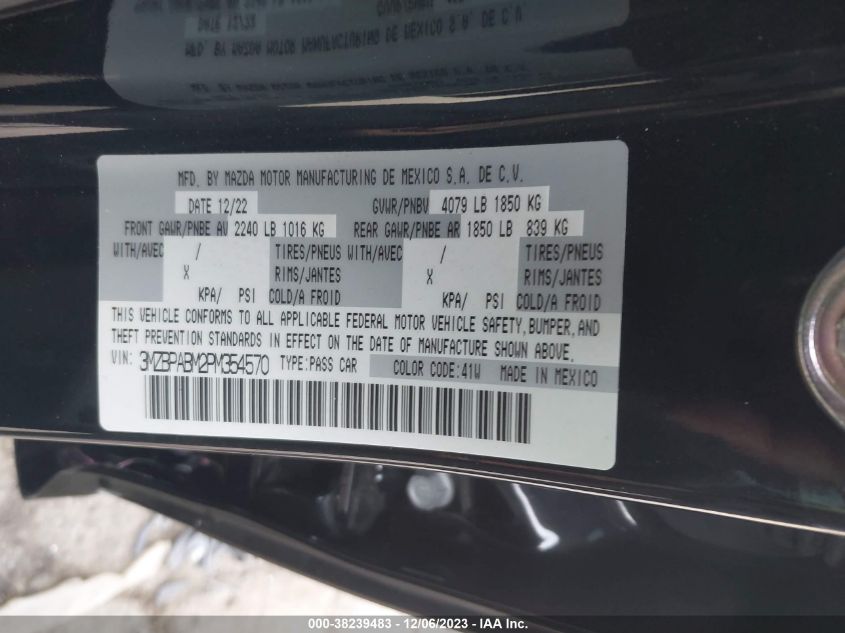 MFD. BY MAZDA MOTOR MANUFACTURING DE MEXICO S.A. DE C.V.
DATE 12/22 GVWR/PNBV 4079 LB 1850 KG
FRONT GAWR/PNBE AV 2240 LB 1016 KG REAR GAWR/PNBE AR 1850 LB 839 KG
WITH/AVEC / TIRES/PNEUS WITH/AVEC / TIRES/PNEUS
X RIMS/JANTES X RIMS/JANTES
KPA/ PSI COLD/A FROID KPA/ PSI COLD/A FROID
THIS VEHICLE CONFORMS TO ALL APPLICABLE FEDERAL MOTOR VEHICLE SAFETY, BUMPER, AND
THEFT PREVENTION STANDARDS IN EFFECT ON THE DATE OF MANUFACTURE SHOWN ABOVE.
VIN: 3MZBPABM2PM354570 TYPE:PASS CAR COLOR CODE:41W MADE IN MEXICO
000-38239483 - 12/06/2023 - IAA Inc.